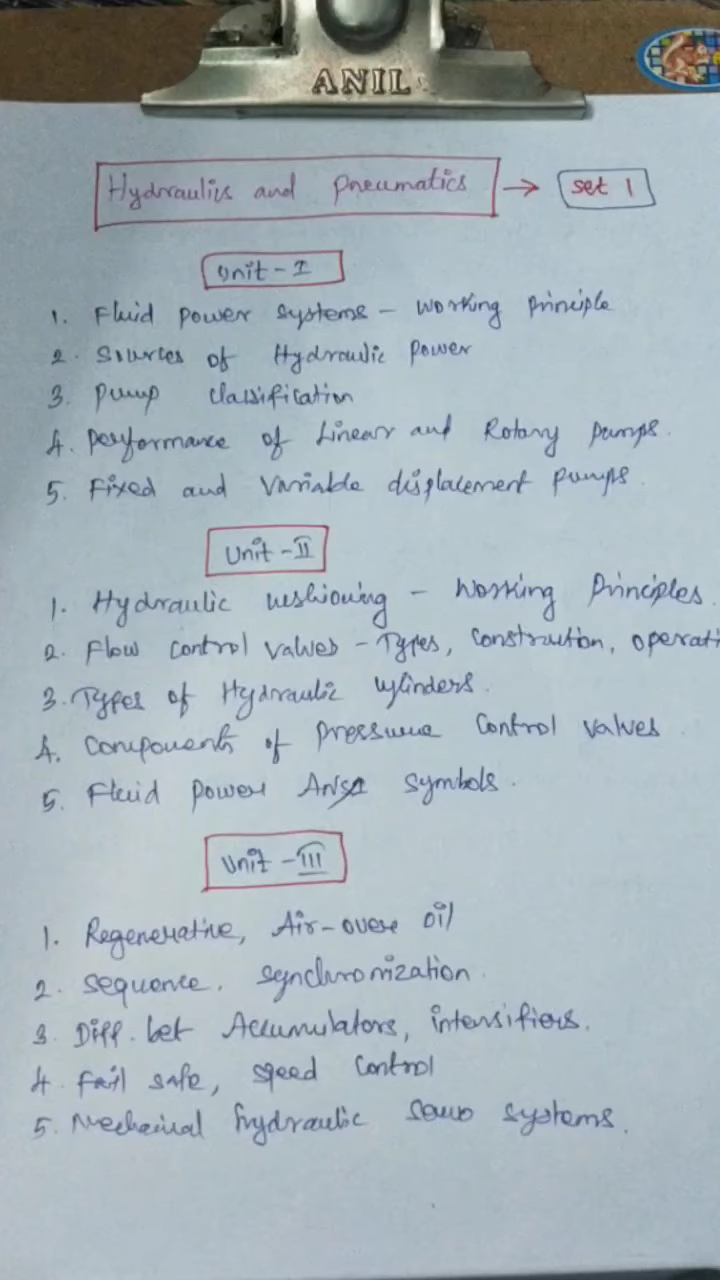 ANIL
Hydraulics and Pneumatics → set 1
Unit - I
1. Fluid power systems - Working Principle
2. Sources of Hydraulic Power
3. Pump classification
4. Performance of Linear and Rotary Pumps.
5. Fixed and Variable displacement Pumps.
Unit - II
1. Hydraulic cushioning - Working Principles.
2. Flow control valves - Types, construction, operati
3. Types of Hydraulic cylinders.
4. Components of Pressure Control valves
5. Fluid Power ANSI symbols.
Unit - III
1. Regenerative, Air-over oil
2. Sequence, synchronization.
3. Diff. bet Accumulators, intensifiers.
4. Fail safe, speed control
5. Mechanical hydraulic servo systems.